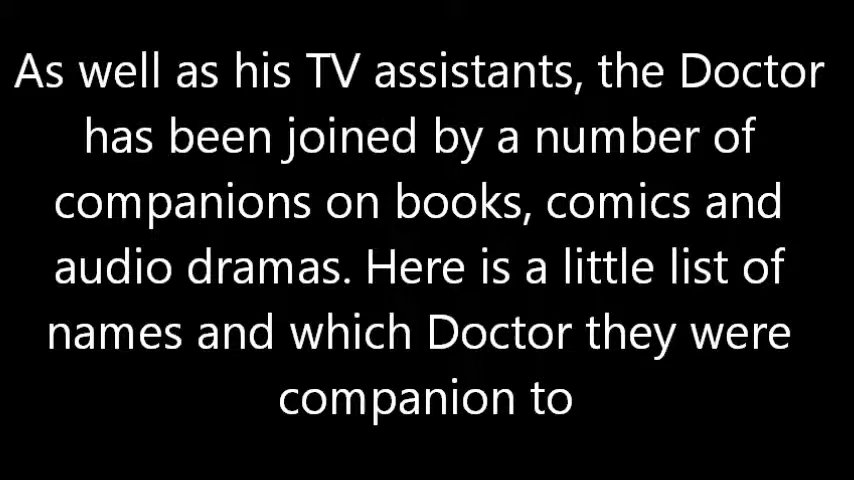 As well as his TV assistants, the Doctor
has been joined by a number of
companions on books, comics and
audio dramas. Here is a little list of
names and which Doctor they were
companion to